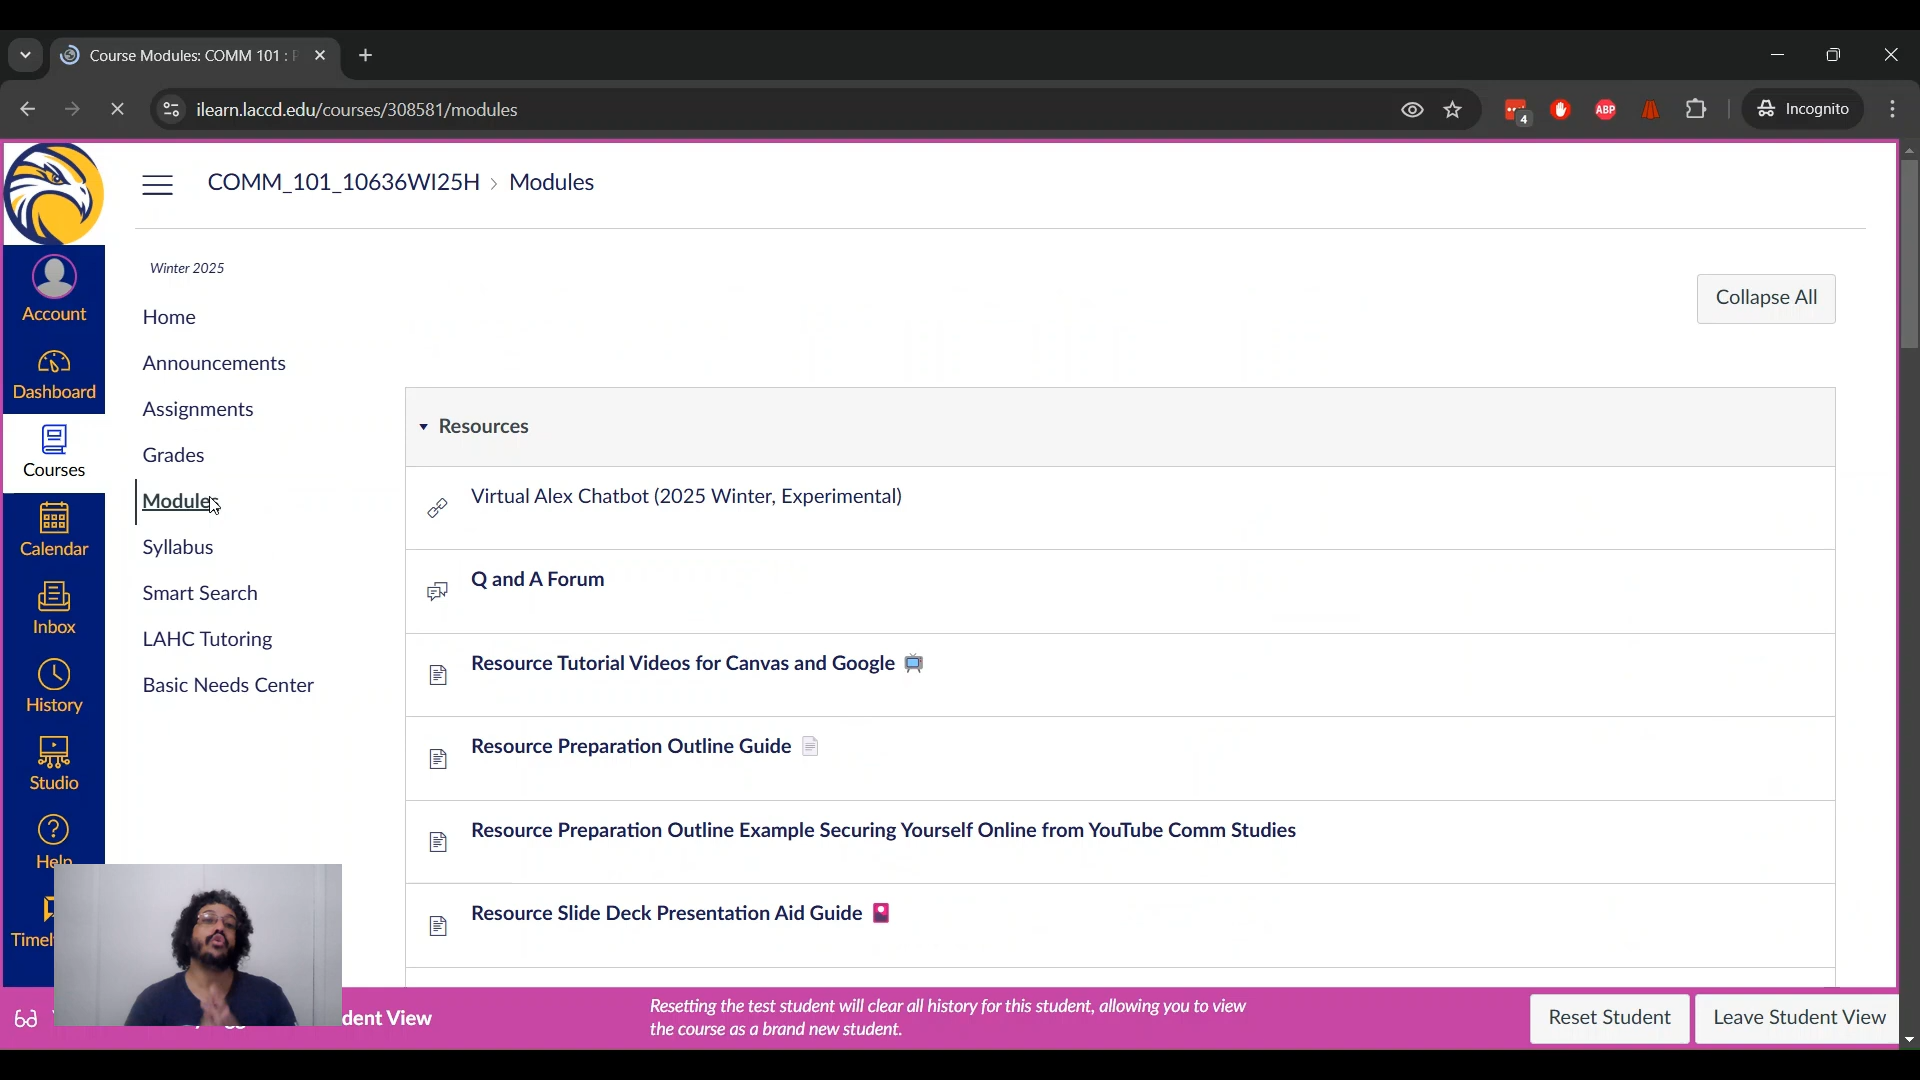 Course Modules: COMM 101 :
ilearn.laccd.edu/courses/308581/modules
4
ABP
Incognito
COMM_101_10636WI25H > Modules
Winter 2025
Collapse All
Account
Dashboard
Courses
Calendar
Inbox
History
Studio
Help
Home
Announcements
Assignments
Grades
Modules
Syllabus
Smart Search
LAHC Tutoring
Basic Needs Center
Resources
Virtual Alex Chatbot (2025 Winter, Experimental)
Q and A Forum
Resource Tutorial Videos for Canvas and Google
Resource Preparation Outline Guide
Resource Preparation Outline Example Securing Yourself Online from YouTube Comm Studies
Resource Slide Deck Presentation Aid Guide
dent View
Resetting the test student will clear all history for this student, allowing you to view
the course as a brand new student.
Reset Student
Leave Student View